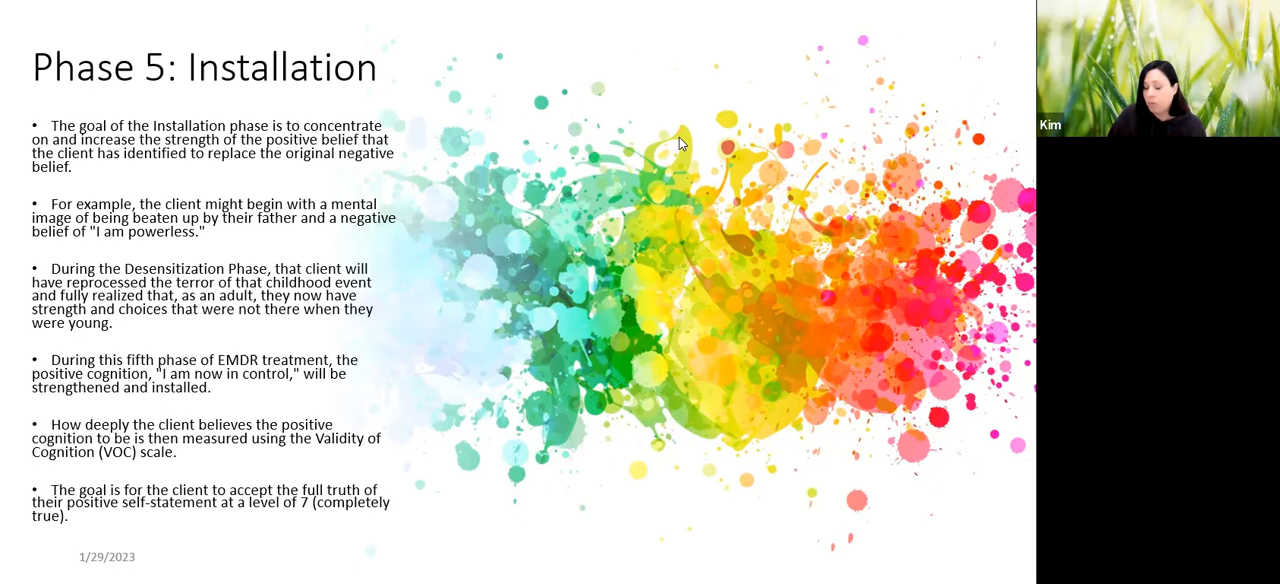 Phase 5: Installation
• The goal of the Installation phase is to concentrate
on and increase the strength of the positive belief that
the client has identified to replace the original negative
belief.
• For example, the client might begin with a mental
image of being beaten up by their father and a negative
belief of "I am powerless."
• During the Desensitization Phase, that client will
have reprocessed the terror of that childhood event
and fully realized that, as an adult, they now have
strength and choices that were not there when they
were young.
• During this fifth phase of EMDR treatment, the
positive cognition, "I am now in control," will be
strengthened and installed.
• How deeply the client believes the positive
cognition to be is then measured using the Validity of
Cognition (VOC) scale.
• The goal is for the client to accept the full truth of
their positive self-statement at a level of 7 (completely
true).
1/29/2023
Kim